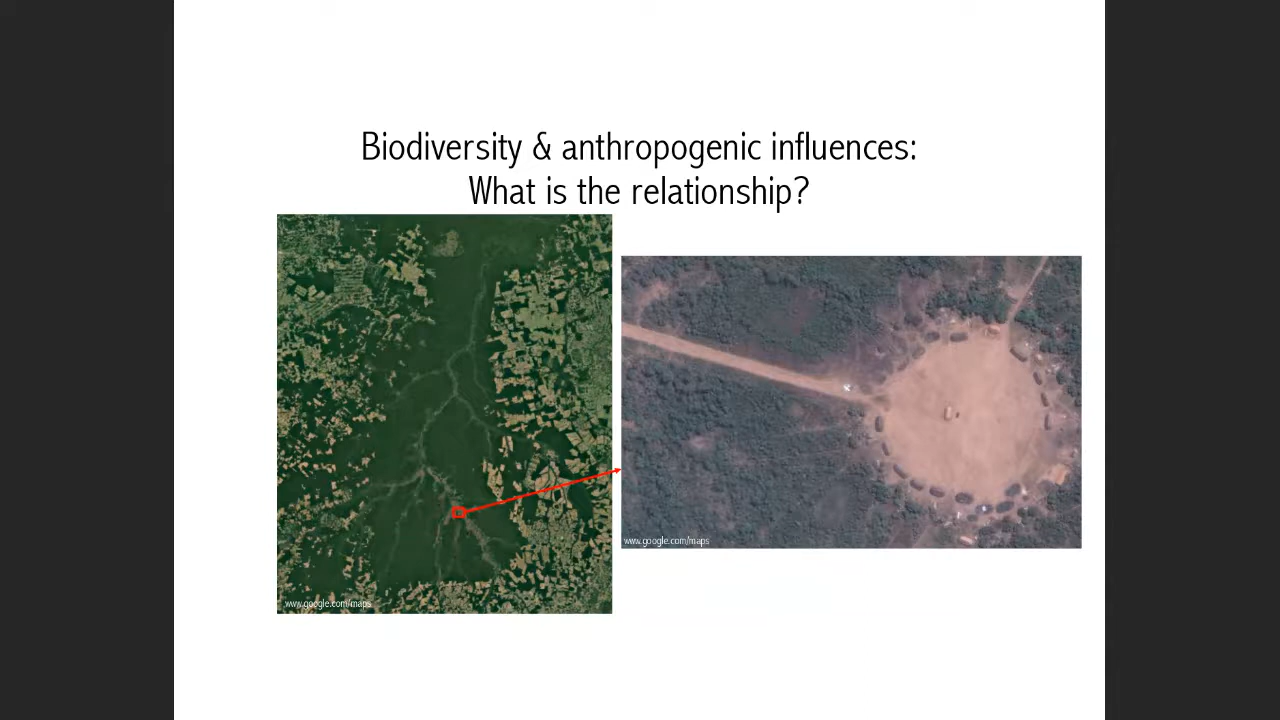 Biodiversity & anthropogenic influences:
What is the relationship?
www.google.com/maps
www.google.com/maps